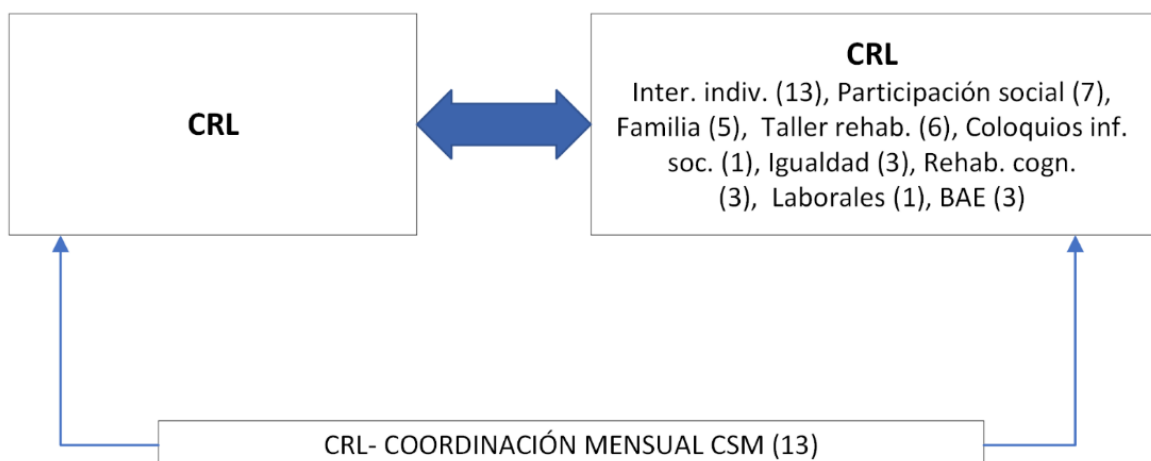 CRL
CRL
Inter. indiv. (13), Participación social (7),
Familia (5), Taller rehab. (6), Coloquios inf.
soc. (1), Igualdad (3), Rehab. cogn.
(3), Laborales (1), BAE (3)
CRL- COORDINACIÓN MENSUAL CSM (13)